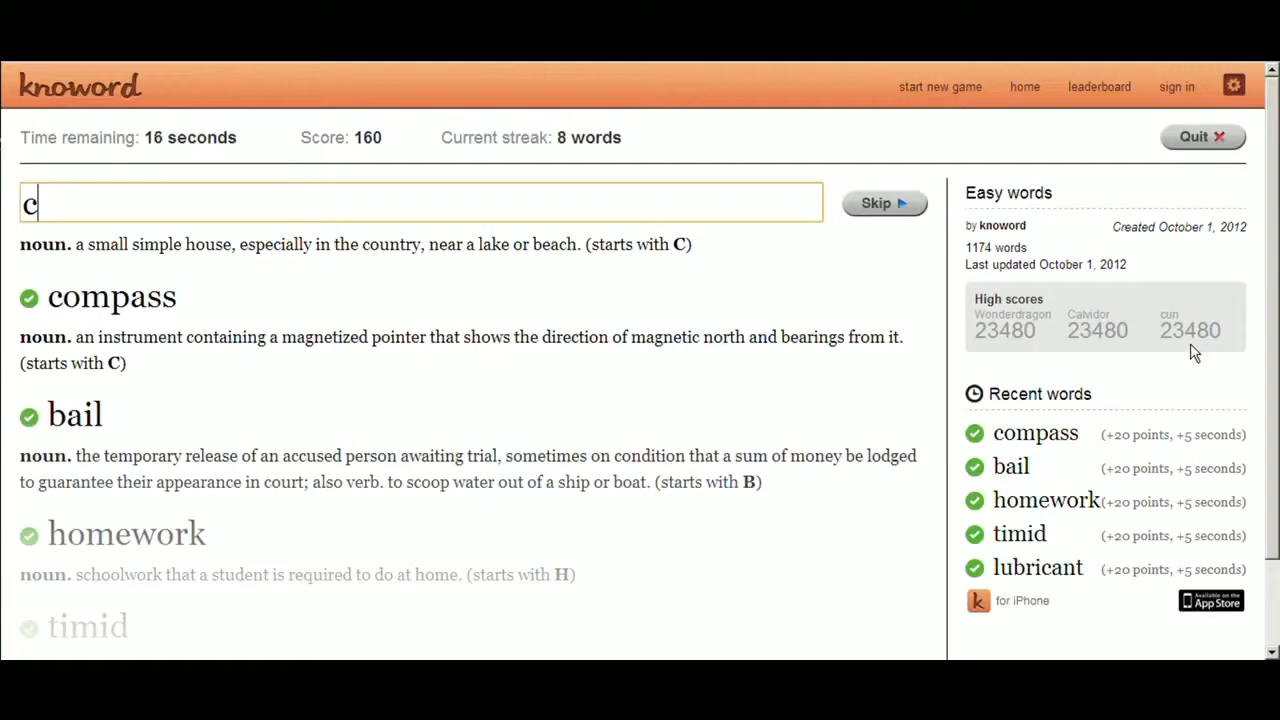 knoword
start new game home leaderboard sign in
Time remaining: 16 seconds Score: 160 Current streak: 8 words
Quit
c
Skip
noun. a small simple house, especially in the country, near a lake or beach. (starts with C)
compass
noun. an instrument containing a magnetized pointer that shows the direction of magnetic north and bearings from it.
(starts with C)
bail
noun. the temporary release of an accused person awaiting trial, sometimes on condition that a sum of money be lodged
to guarantee their appearance in court; also verb. to scoop water out of a ship or boat. (starts with B)
homework
noun. schoolwork that a student is required to do at home. (starts with H)
timid
Easy words
by knoword Created October 1, 2012
1174 words
Last updated October 1, 2012
High scores
Wonderdragon Calvidor cun
23480 23480 23480
Recent words
compass (+20 points, +5 seconds)
bail (+20 points, +5 seconds)
homework (+20 points, +5 seconds)
timid (+20 points, +5 seconds)
lubricant (+20 points, +5 seconds)
k for iPhone Available on the
App Store